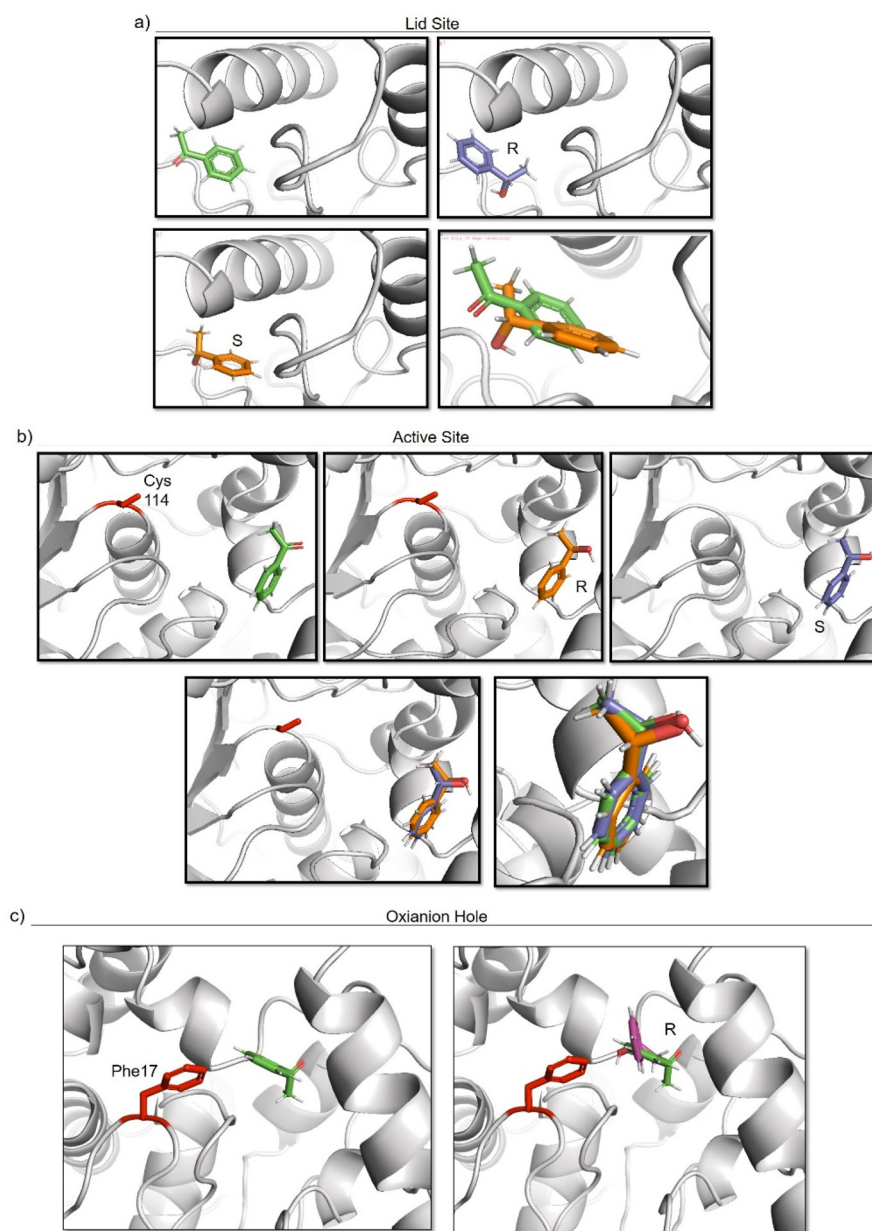 a)
Lid Site
R
S
b)
Active Site
Cys
114
R
S
c)
Oxianion Hole
Phe17
R